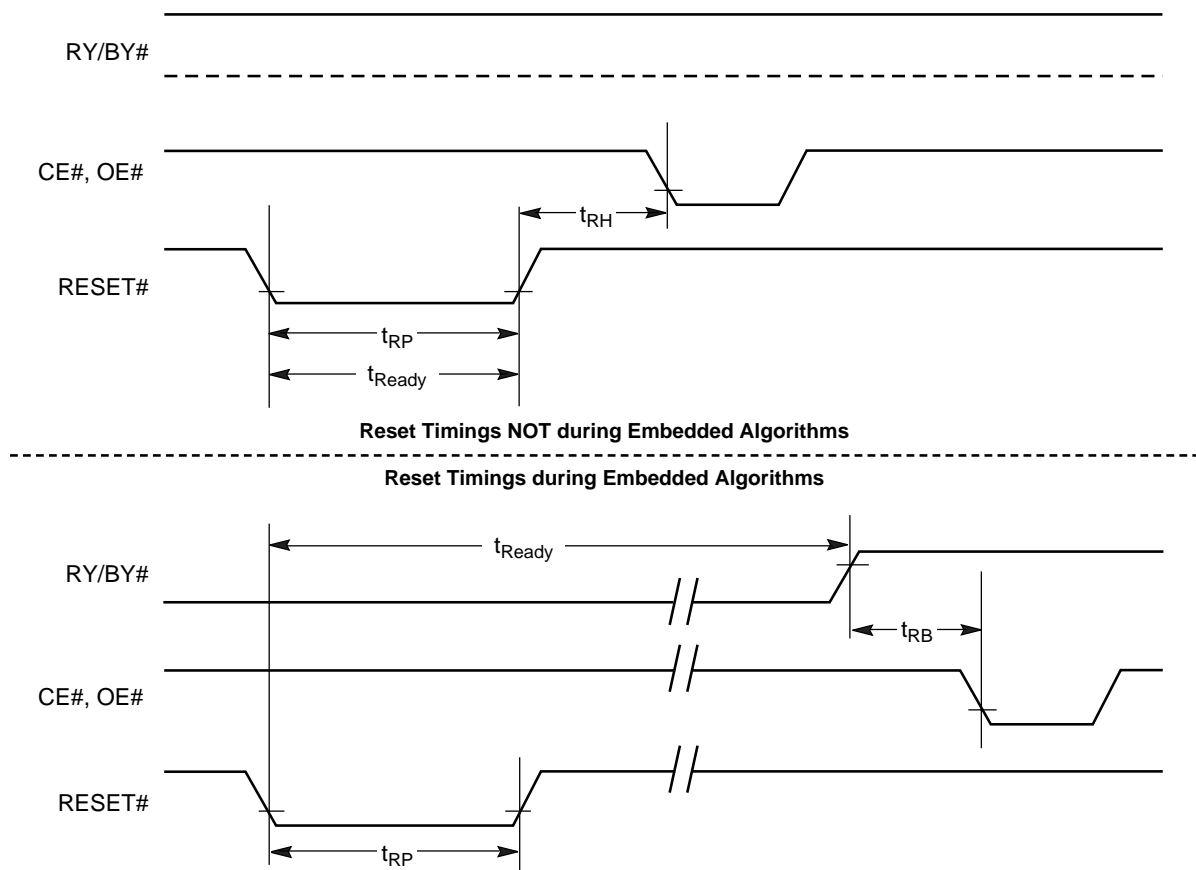 RY/BY#
CE#, OE#
tRH
RESET#
tRP
tReady
Reset Timings NOT during Embedded Algorithms
Reset Timings during Embedded Algorithms
tReady
RY/BY#
tRB
CE#, OE#
RESET#
tRP